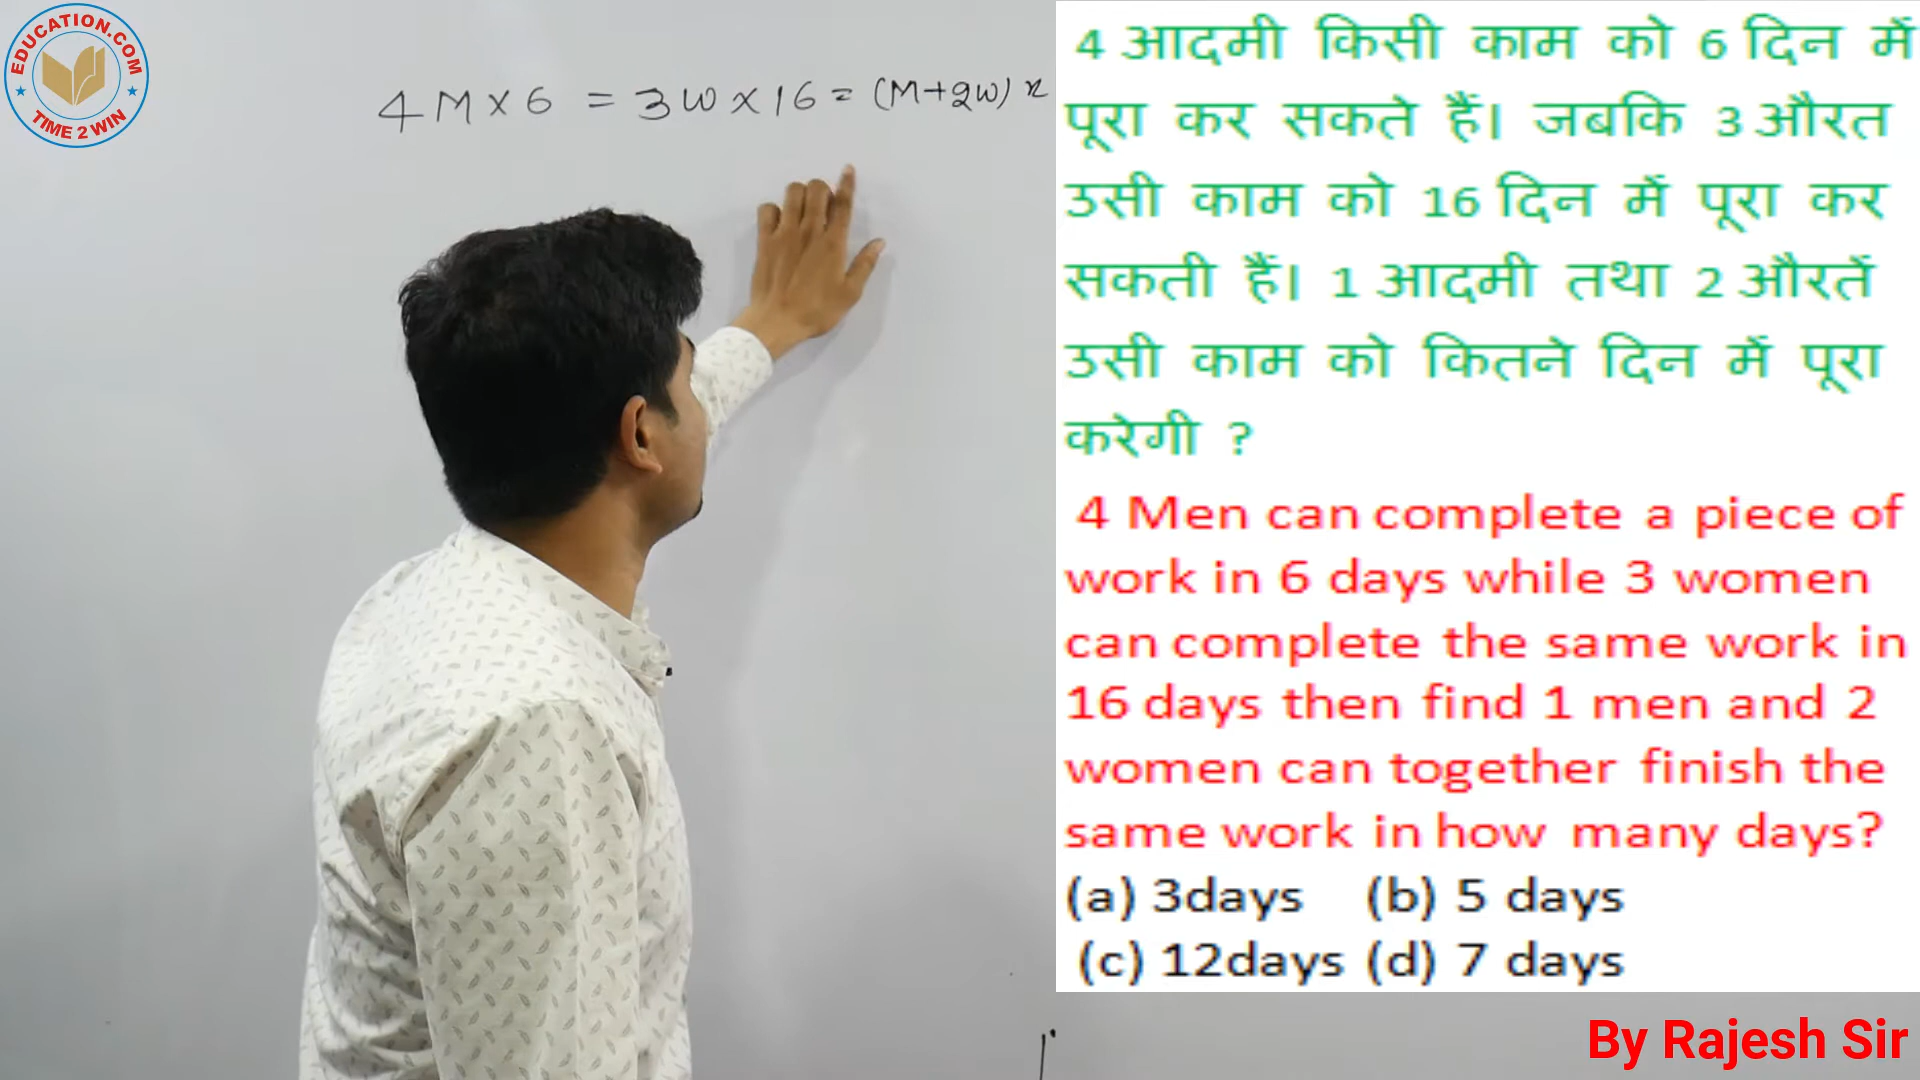 EDUCATION.COM
TIME 2 WIN
4M×6 = 3W×16 = (M+2W) x
4 आदमी किसी काम को 6 दिन में
पूरा कर सकते हैं। जबकि 3 औरत
उसी काम को 16 दिन में पूरा कर
सकती हैं। 1 आदमी तथा 2 औरतें
उसी काम को कितने दिन में पूरा
करेगी ?
4 Men can complete a piece of
work in 6 days while 3 women
can complete the same work in
16 days then find 1 men and 2
women can together finish the
same work in how many days?
(a) 3days (b) 5 days
(c) 12days (d) 7 days
By Rajesh Sir